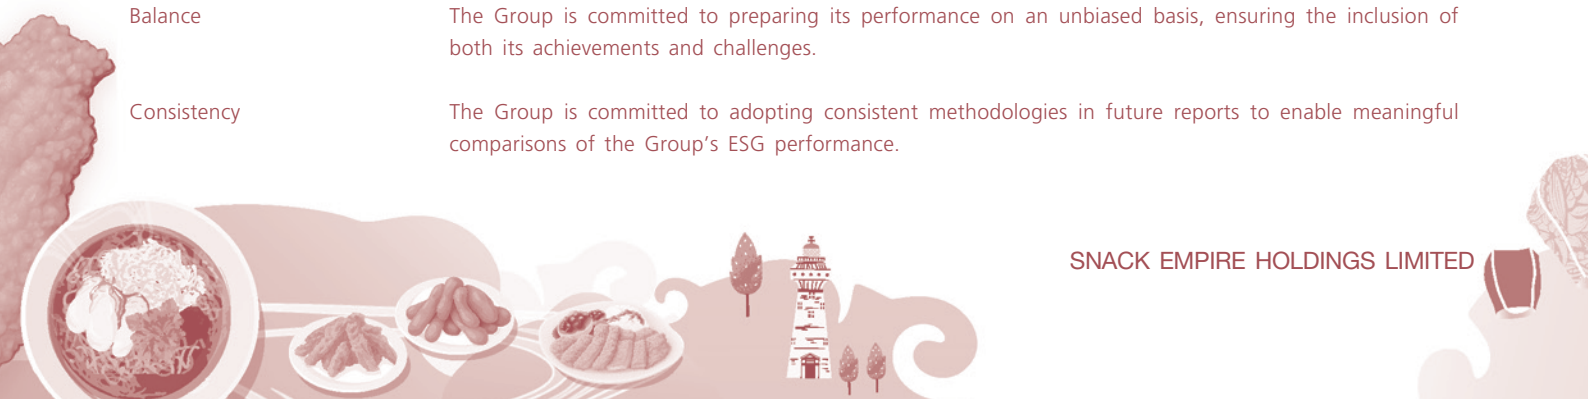 Balance The Group is committed to preparing its performance on an unbiased basis, ensuring the inclusion of
both its achievements and challenges.
Consistency The Group is committed to adopting consistent methodologies in future reports to enable meaningful
comparisons of the Group's ESG performance.
SNACK EMPIRE HOLDINGS LIMITED